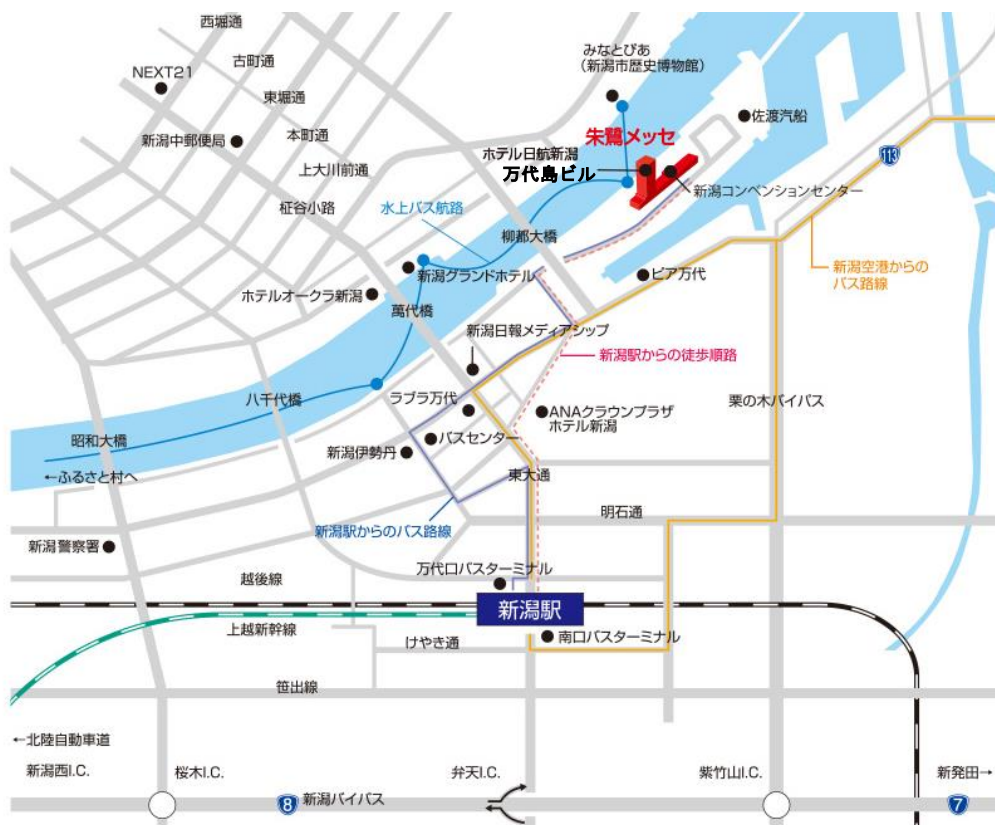 西堀通
古町通
NEXT21
東堀通
新潟中郵便局
本町通
上大川前通
柾谷小路
みなとぴあ
（新潟市歴史博物館）
佐渡汽船
朱鷺メッセ
ホテル日航新潟
万代島ビル
新潟コンベンションセンター
113
水上バス航路
柳都大橋
新潟グランドホテル
ピア万代
新潟空港からの
バス路線
ホテルオークラ新潟
萬代橋
新潟日報メディアシップ
新潟駅からの徒歩順路
八千代橋
ラブラ万代
ANAクラウンプラザ
ホテル新潟
栗の木バイパス
昭和大橋
バスセンター
新潟伊勢丹
←ふるさと村へ
東大通
新潟駅からのバス路線
明石通
新潟警察署
万代口バスターミナル
越後線
新潟駅
上越新幹線
けやき通
南口バスターミナル
笹出線
←北陸自動車道
新潟西I.C.
桜木I.C.
弁天I.C.
紫竹山I.C.
新発田→
8
新潟バイパス
7